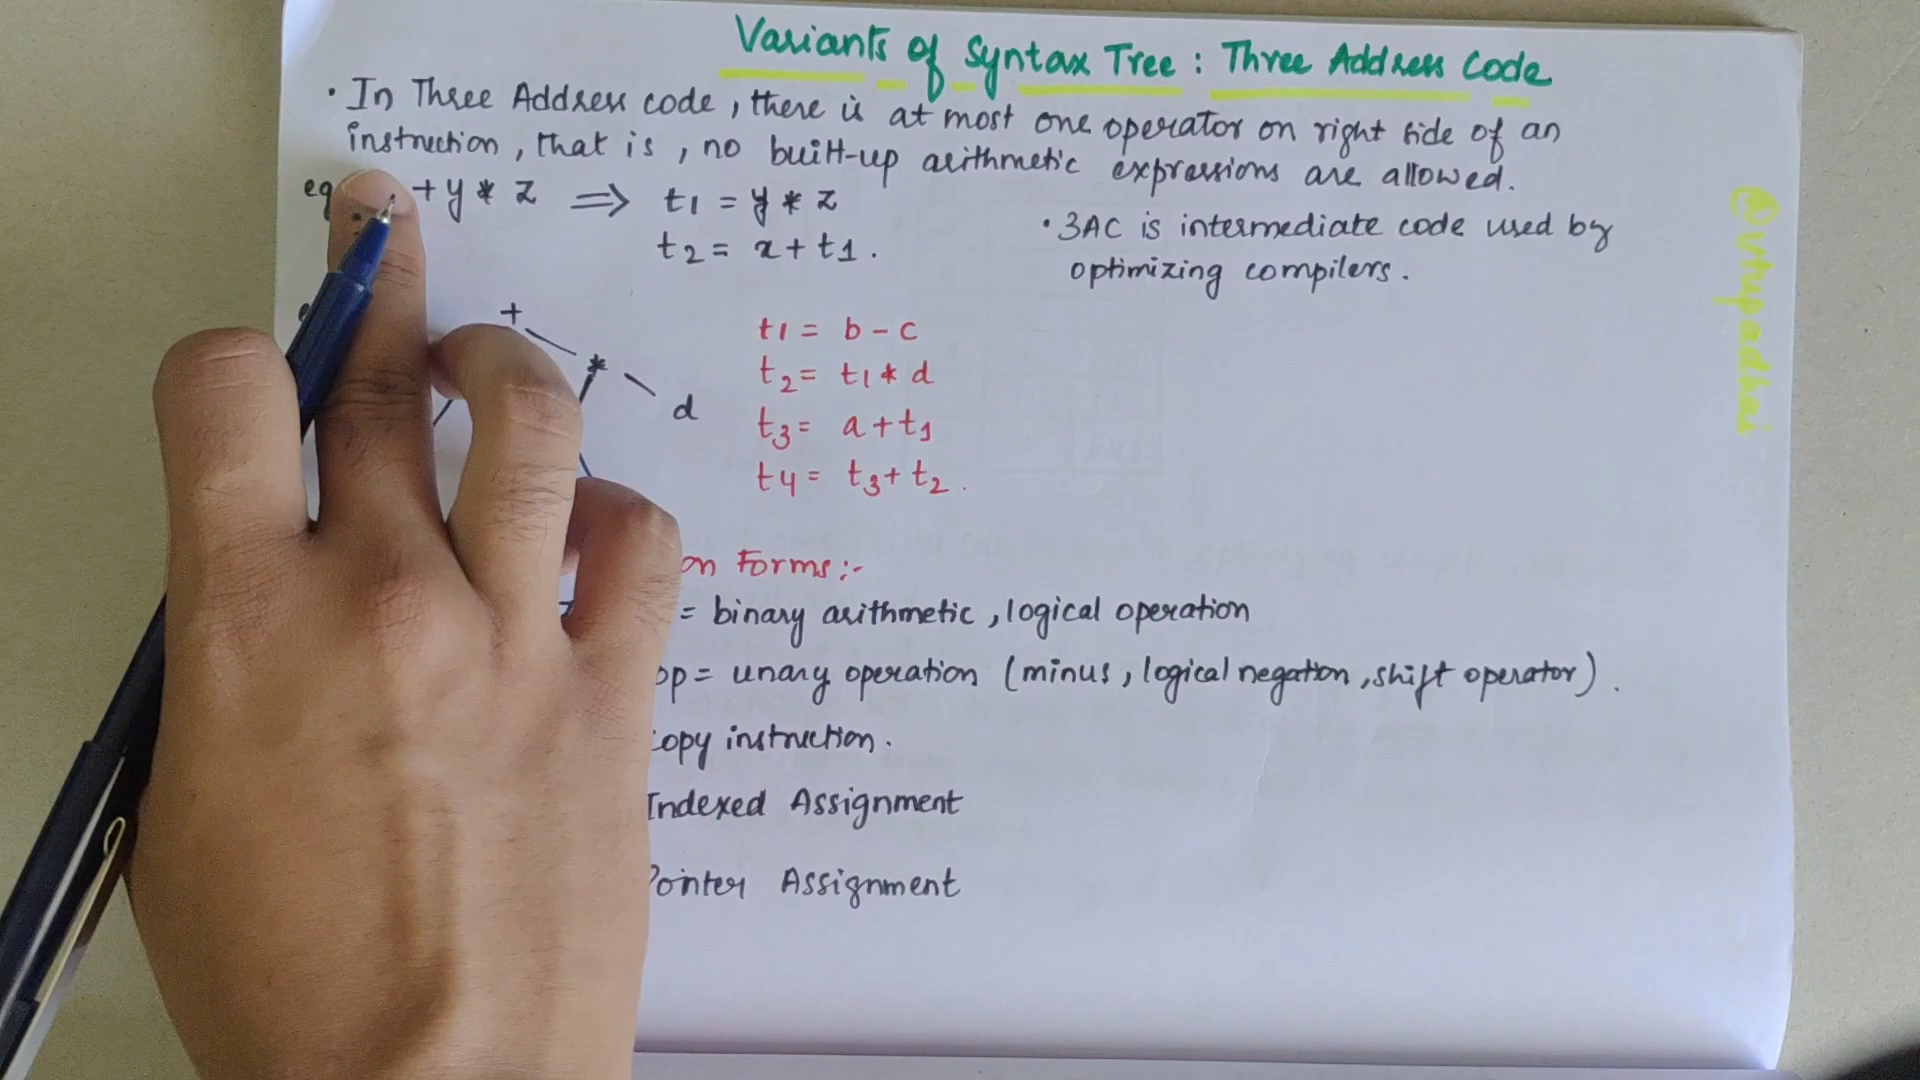 Variants of Syntax Tree : Three Address Code
• In Three Address code, there is at most one operator on right side of an
instruction, that is, no built-up arithmetic expressions are allowed.
eg + y * z ⇒ t1 = y * z
t2 = x + t1.
• 3AC is intermediate code used by
optimizing compilers.
+
*
d
t1 = b - c
t2 = t1 * d
t3 = a + t1
t4 = t3 + t2.
Forms :-
= binary arithmetic, logical operation
op = unary operation (minus, logical negation, shift operator).
copy instruction.
Indexed Assignment
Assignment
@vtupadhai